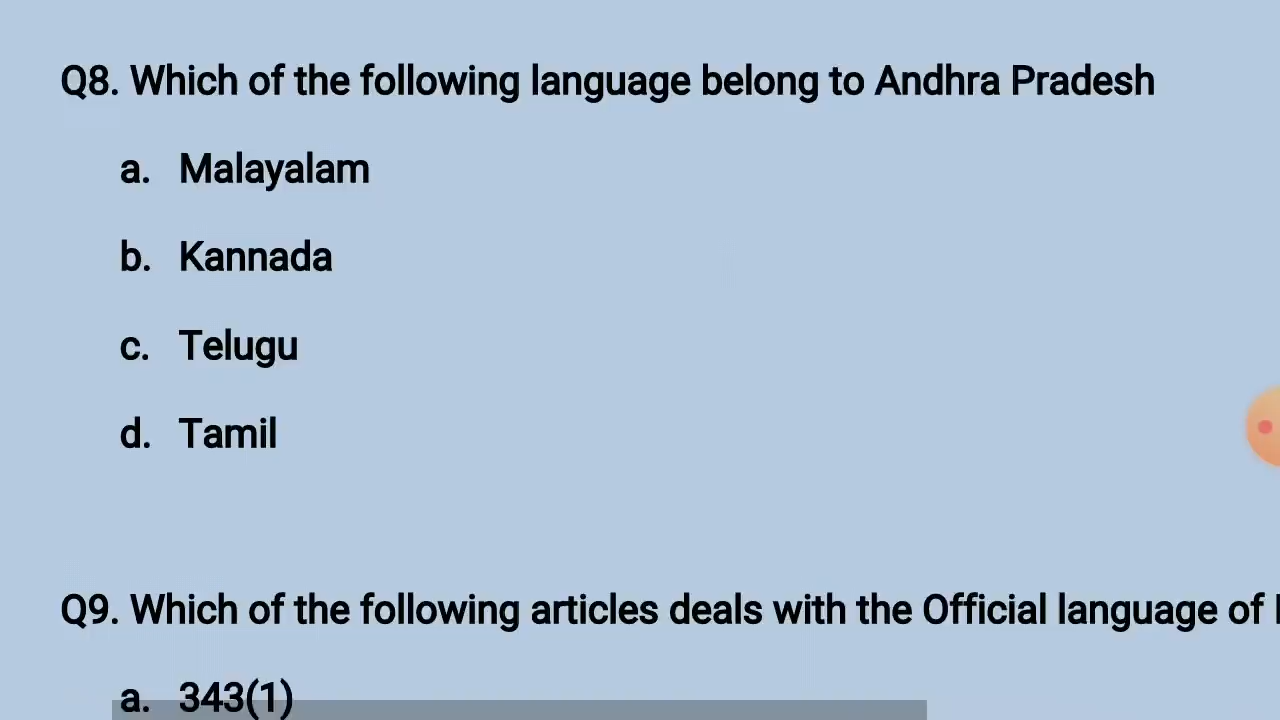 Q8. Which of the following language belong to Andhra Pradesh
a. Malayalam
b. Kannada
c. Telugu
d. Tamil
Q9. Which of the following articles deals with the Official language of
a. 343(1)